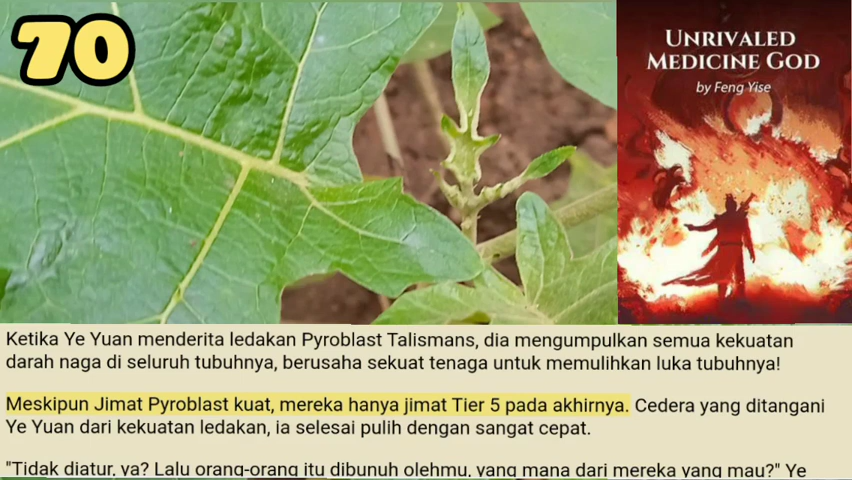 70
UNRIVALED
MEDICINE GOD
by Feng Yise
Ketika Ye Yuan menderita ledakan Pyroblast Talismans, dia mengumpulkan semua kekuatan
darah naga di seluruh tubuhnya, berusaha sekuat tenaga untuk memulihkan luka tubuhnya!
Meskipun Jimat Pyroblast kuat, mereka hanya jimat Tier 5 pada akhirnya. Cedera yang ditangani
Ye Yuan dari kekuatan ledakan, ia selesai pulih dengan sangat cepat.
"Tidak diatur, ya? Lalu orang-orang itu dibunuh olehmu, yang mana dari mereka yang mau?" Ye